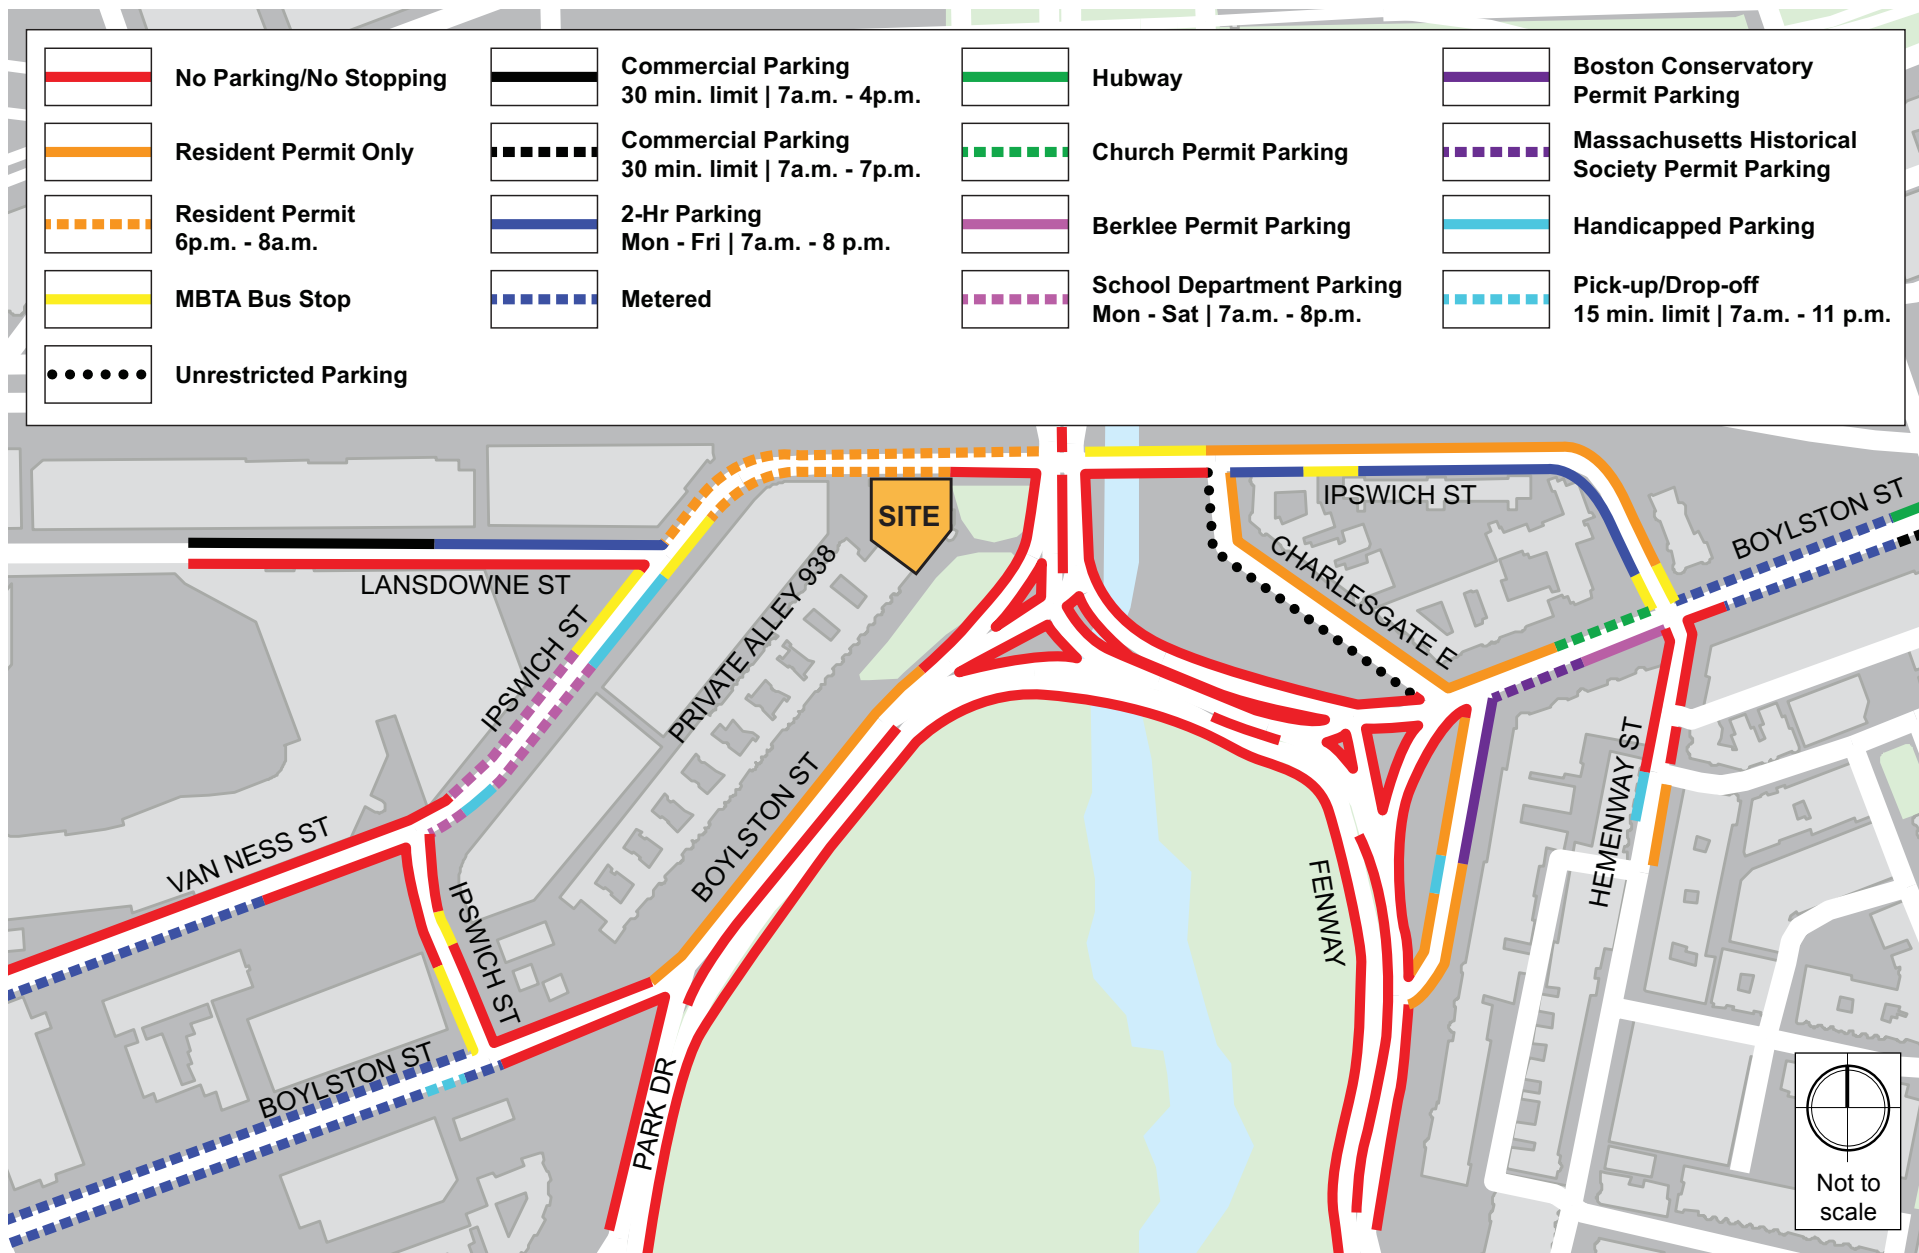 No Parking/No Stopping
Resident Permit Only
Resident Permit
6p.m. - 8a.m.
MBTA Bus Stop
Unrestricted Parking
Commercial Parking
30 min. limit | 7a.m. - 4p.m.
Commercial Parking
30 min. limit | 7a.m. - 7p.m.
2-Hr Parking
Mon - Fri | 7a.m. - 8 p.m.
Metered
Hubway
Church Permit Parking
Berklee Permit Parking
School Department Parking
Mon - Sat | 7a.m. - 8p.m.
Boston Conservatory
Permit Parking
Massachusetts Historical
Society Permit Parking
Handicapped Parking
Pick-up/Drop-off
15 min. limit | 7a.m. - 11 p.m.
SITE
IPSWICH ST
BOYLSTON ST
LANSDOWNE ST
CHARLESGATE E
PRIVATE ALLEY 938
IPSWICH ST
HEMENWAY ST
BOYLSTON ST
VAN NESS ST
FENWAY
IPSWICH ST
BOYLSTON ST
PARK DR
Not to
scale